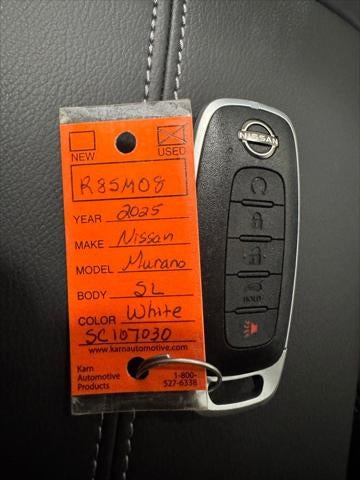 NEW
USED
R85M08
YEAR 2025
MAKE Nissan
MODEL Murano
BODY SL
COLOR White
SC107030
www.karnautomotive.com
Karn
Automotive
Products
1-800-
527-6338
NISSAN
HOLD